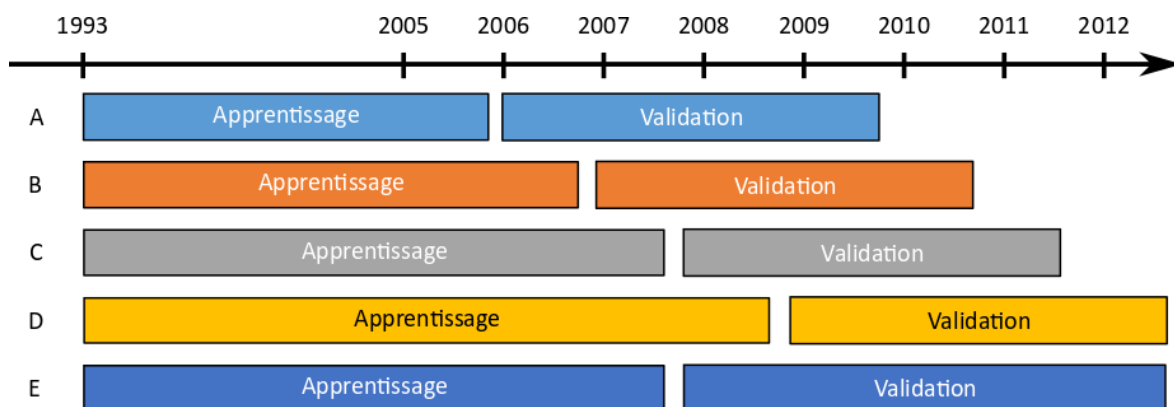 1993 2005 2006 2007 2008 2009 2010 2011 2012
A Apprentissage Validation
B Apprentissage Validation
C Apprentissage Validation
D Apprentissage Validation
E Apprentissage Validation